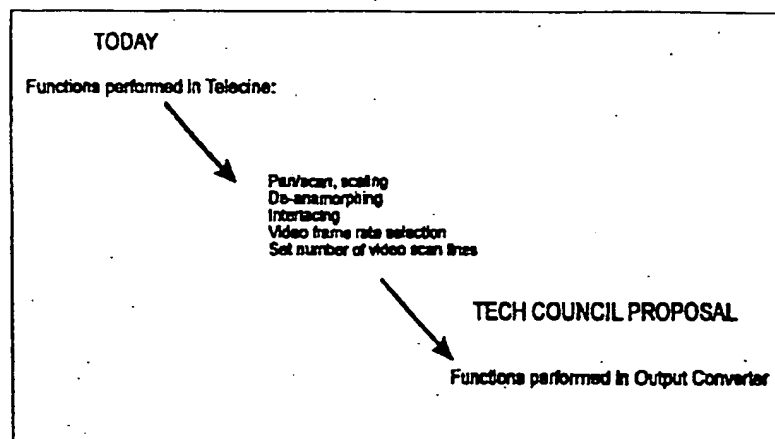 TODAY
Functions performed in Telecine:
Pan/scan, scaling
De-anamorphing
Interlacing
Video frame rate selection
Set number of video scan lines
TECH COUNCIL PROPOSAL
Functions performed in Output Converter